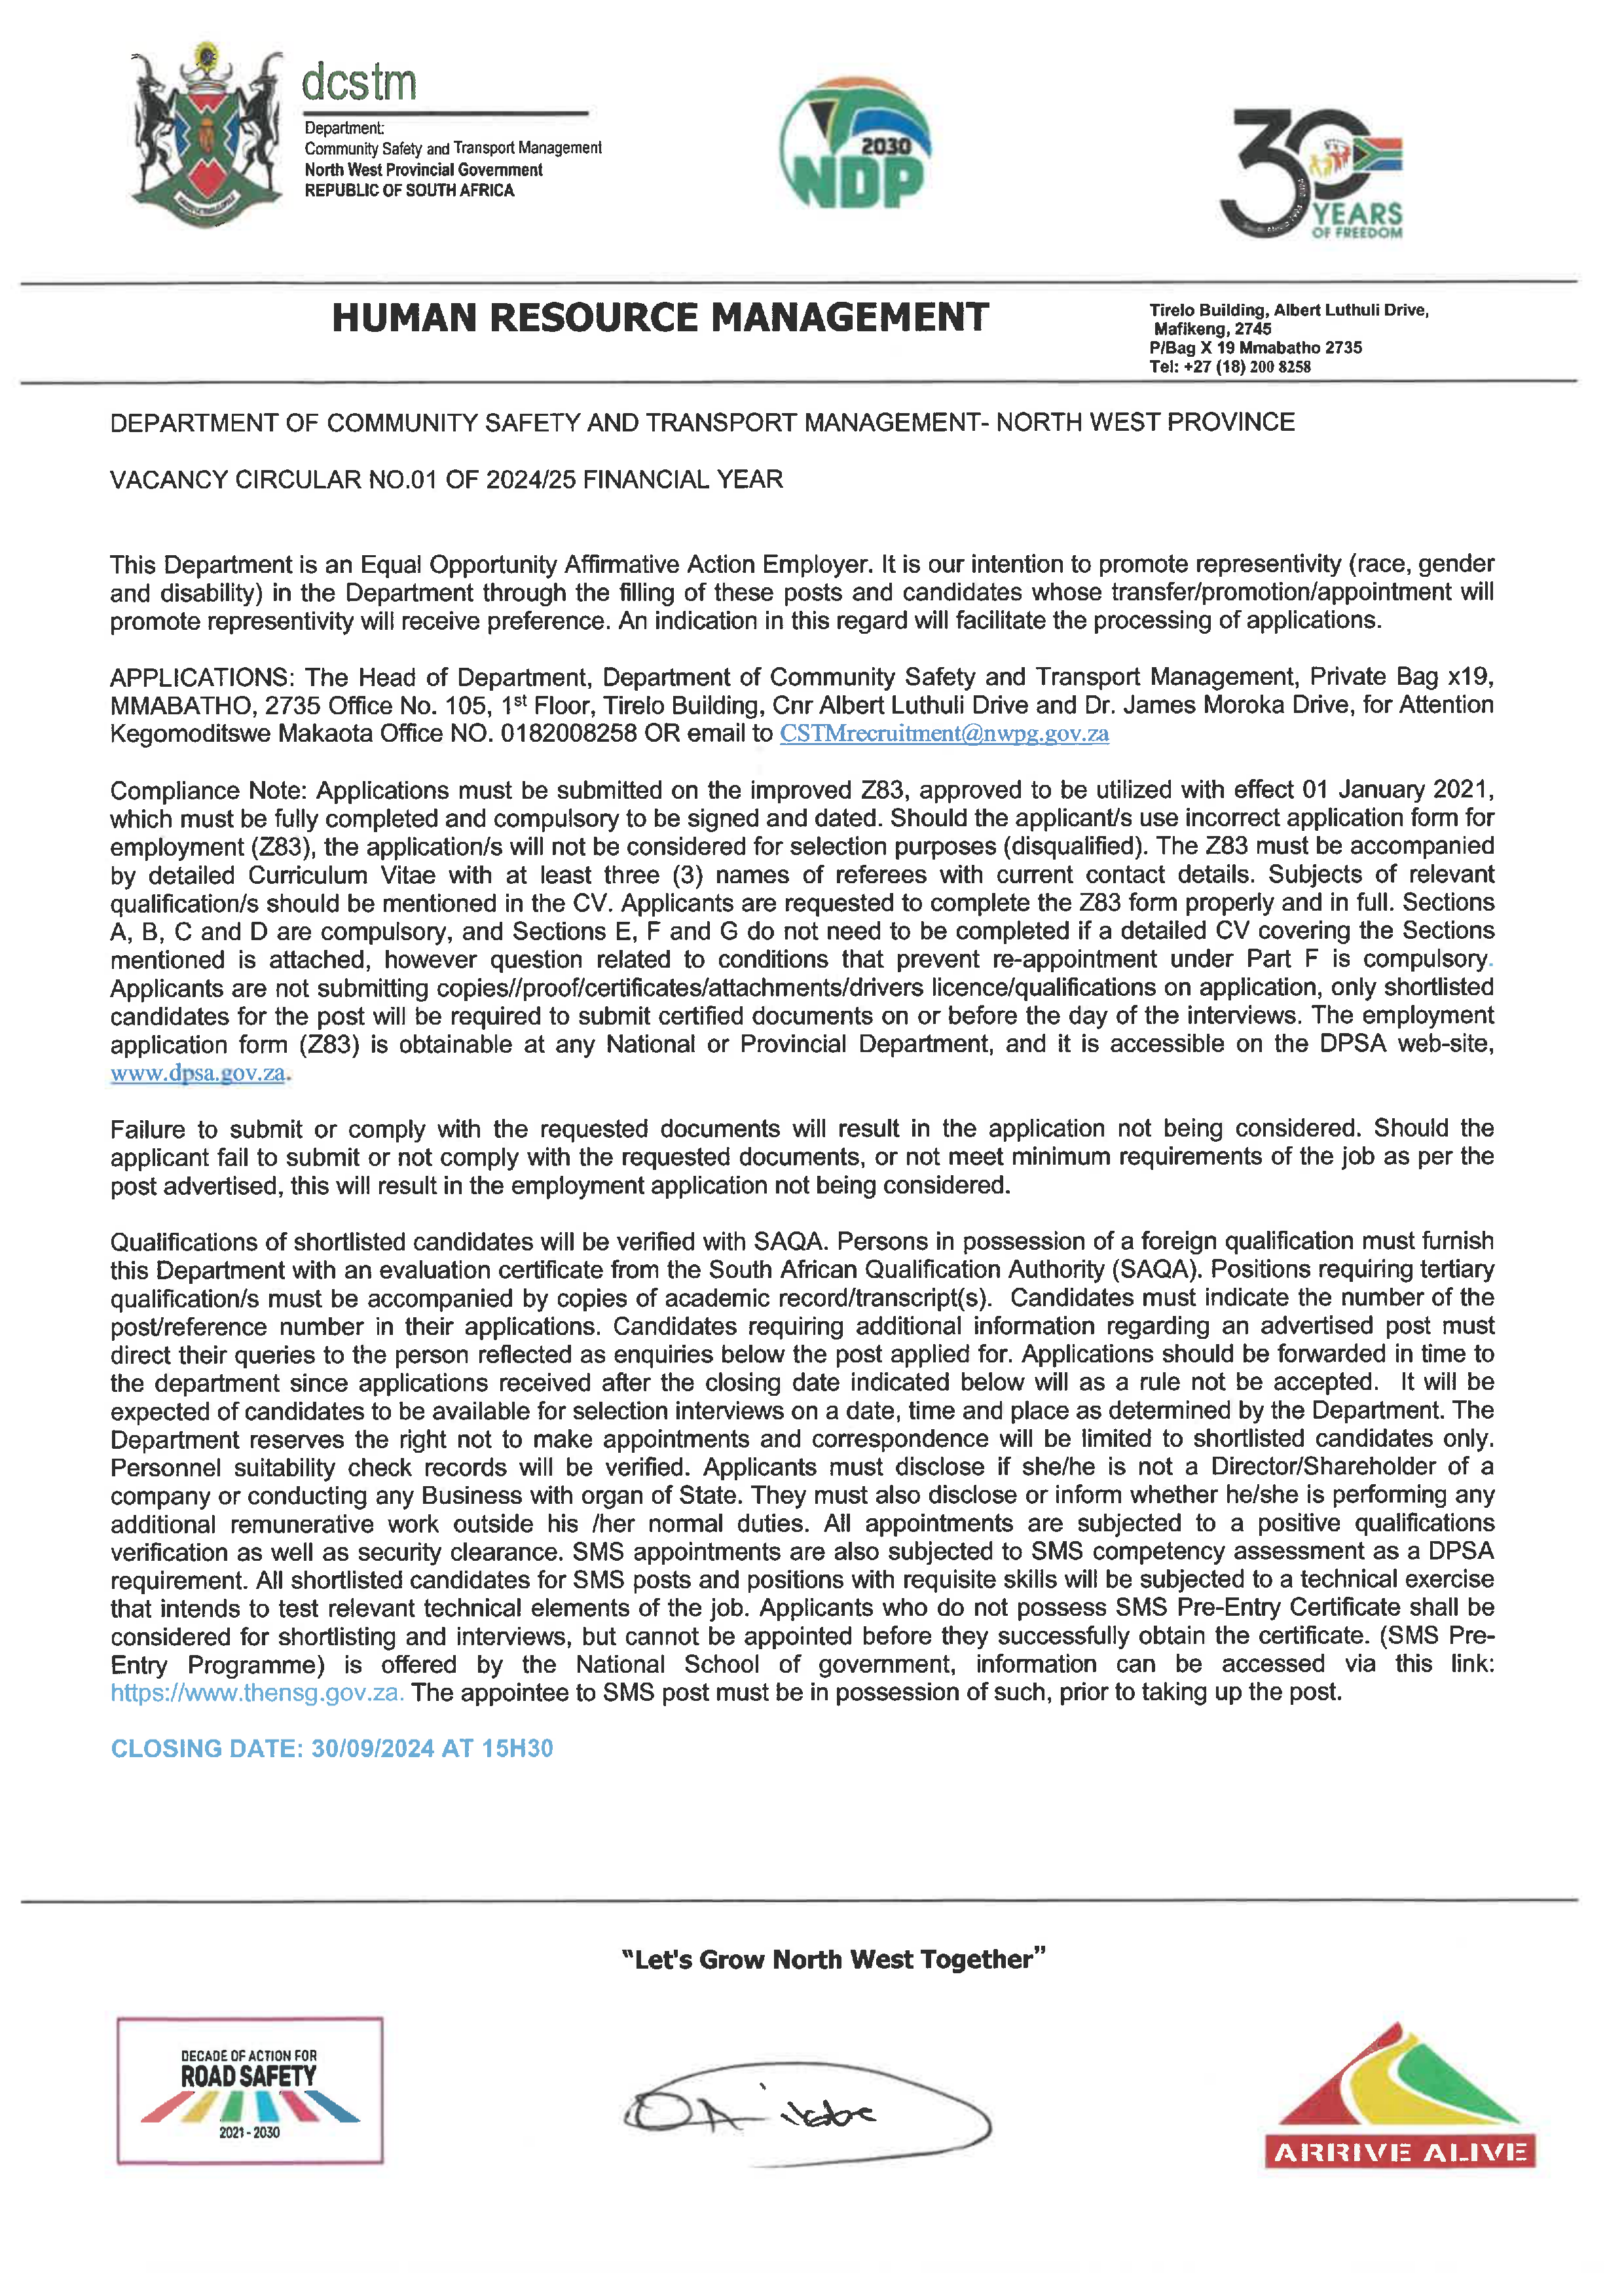 dcstm
Department:
Community Safety and Transport Management
North West Provincial Government
REPUBLIC OF SOUTH AFRICA
2030
NDP
30
YEARS
OF FREEDOM
HUMAN RESOURCE MANAGEMENT
Tirelo Building, Albert Luthuli Drive,
Mafikeng, 2745
P/Bag X 19 Mmabatho 2735
Tel: +27 (18) 200 8258
DEPARTMENT OF COMMUNITY SAFETY AND TRANSPORT MANAGEMENT- NORTH WEST PROVINCE
VACANCY CIRCULAR NO.01 OF 2024/25 FINANCIAL YEAR
This Department is an Equal Opportunity Affirmative Action Employer. It is our intention to promote representivity (race, gender
and disability) in the Department through the filling of these posts and candidates whose transfer/promotion/appointment will
promote representivity will receive preference. An indication in this regard will facilitate the processing of applications.
APPLICATIONS: The Head of Department, Department of Community Safety and Transport Management, Private Bag x19,
MMABATHO, 2735 Office No. 105, 1st Floor, Tirelo Building, Cnr Albert Luthuli Drive and Dr. James Moroka Drive, for Attention
Kegomoditswe Makaota Office NO. 0182008258 OR email to CSTMrecruitment@nwpg.gov.za
Compliance Note: Applications must be submitted on the improved Z83, approved to be utilized with effect 01 January 2021,
which must be fully completed and compulsory to be signed and dated. Should the applicant/s use incorrect application form for
employment (Z83), the application/s will not be considered for selection purposes (disqualified). The Z83 must be accompanied
by detailed Curriculum Vitae with at least three (3) names of referees with current contact details. Subjects of relevant
qualification/s should be mentioned in the CV. Applicants are requested to complete the Z83 form properly and in full. Sections
A, B, C and D are compulsory, and Sections E, F and G do not need to be completed if a detailed CV covering the Sections
mentioned is attached, however question related to conditions that prevent re-appointment under Part F is compulsory.
Applicants are not submitting copies//proof/certificates/attachments/drivers licence/qualifications on application, only shortlisted
candidates for the post will be required to submit certified documents on or before the day of the interviews. The employment
application form (Z83) is obtainable at any National or Provincial Department, and it is accessible on the DPSA web-site,
www.dpsa.gov.za.
Failure to submit or comply with the requested documents will result in the application not being considered. Should the
applicant fail to submit or not comply with the requested documents, or not meet minimum requirements of the job as per the
post advertised, this will result in the employment application not being considered.
Qualifications of shortlisted candidates will be verified with SAQA. Persons in possession of a foreign qualification must furnish
this Department with an evaluation certificate from the South African Qualification Authority (SAQA). Positions requiring tertiary
qualification/s must be accompanied by copies of academic record/transcript(s). Candidates must indicate the number of the
post/reference number in their applications. Candidates requiring additional information regarding an advertised post must
direct their queries to the person reflected as enquiries below the post applied for. Applications should be forwarded in time to
the department since applications received after the closing date indicated below will as a rule not be accepted. It will be
expected of candidates to be available for selection interviews on a date, time and place as determined by the Department. The
Department reserves the right not to make appointments and correspondence will be limited to shortlisted candidates only.
Personnel suitability check records will be verified. Applicants must disclose if she/he is not a Director/Shareholder of a
company or conducting any Business with organ of State. They must also disclose or inform whether he/she is performing any
additional remunerative work outside his /her normal duties. All appointments are subjected to a positive qualifications
verification as well as security clearance. SMS appointments are also subjected to SMS competency assessment as a DPSA
requirement. All shortlisted candidates for SMS posts and positions with requisite skills will be subjected to a technical exercise
that intends to test relevant technical elements of the job. Applicants who do not possess SMS Pre-Entry Certificate shall be
considered for shortlisting and interviews, but cannot be appointed before they successfully obtain the certificate. (SMS Pre-
Entry Programme) is offered by the National School of government, information can be accessed via this link:
https://www.thensg.gov.za. The appointee to SMS post must be in possession of such, prior to taking up the post.
CLOSING DATE: 30/09/2024 AT 15H30
"Let's Grow North West Together"
DECADE OF ACTION FOR
ROAD SAFETY
2021 - 2030
ARRIVE ALIVE